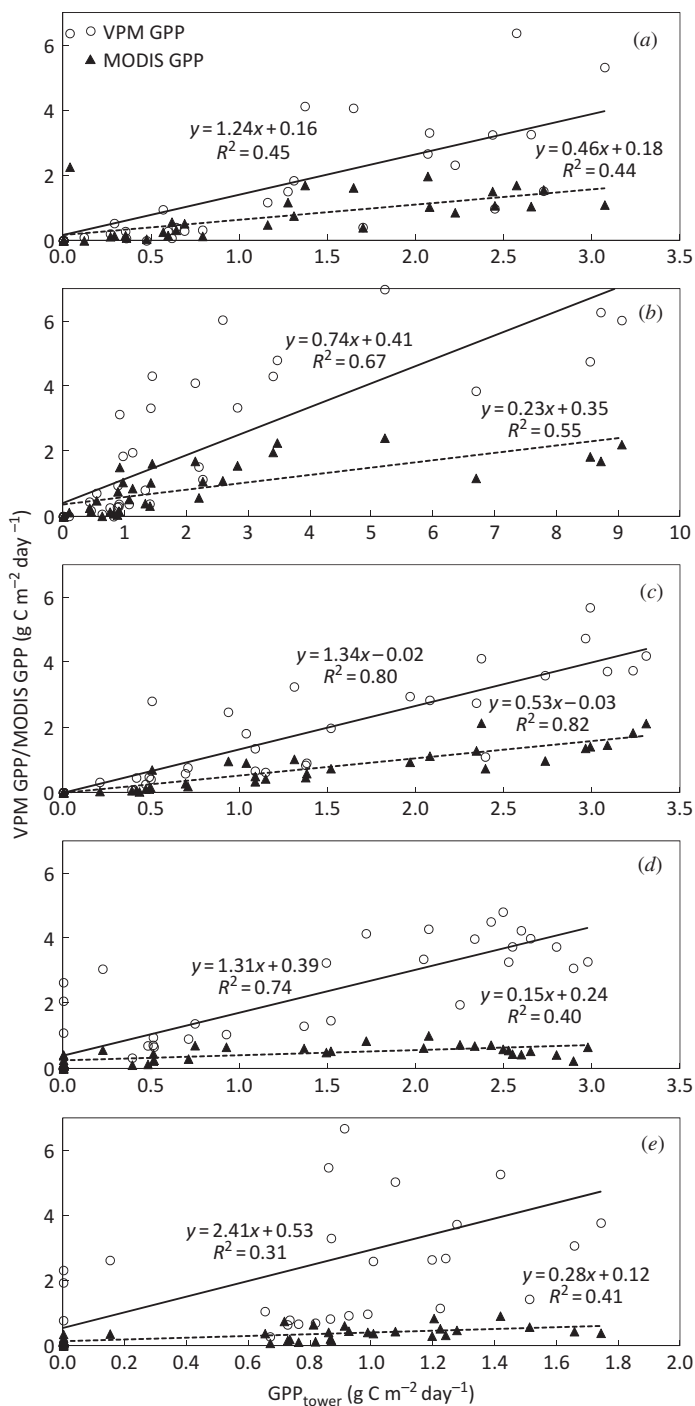 VPM GPP/MODIS GPP (g C m⁻² day⁻¹)
○ VPM GPP
▲ MODIS GPP
(a)
6
4
2
0
y = 1.24x + 0.16
R² = 0.45
y = 0.46x + 0.18
R² = 0.44
0 0.5 1.0 1.5 2.0 2.5 3.0 3.5
(b)
6
4
2
0
y = 0.74x + 0.41
R² = 0.67
y = 0.23x + 0.35
R² = 0.55
0 1 2 3 4 5 6 7 8 9 10
(c)
6
4
2
0
y = 1.34x − 0.02
R² = 0.80
y = 0.53x − 0.03
R² = 0.82
0 0.5 1.0 1.5 2.0 2.5 3.0 3.5
(d)
6
4
2
0
y = 1.31x + 0.39
R² = 0.74
y = 0.15x + 0.24
R² = 0.40
0.0 0.5 1.0 1.5 2.0 2.5 3.0 3.5
(e)
6
4
2
0
y = 2.41x + 0.53
R² = 0.31
y = 0.28x + 0.12
R² = 0.41
0.0 0.2 0.4 0.6 0.8 1.0 1.2 1.4 1.6 1.8 2.0
GPP_tower (g C m⁻² day⁻¹)